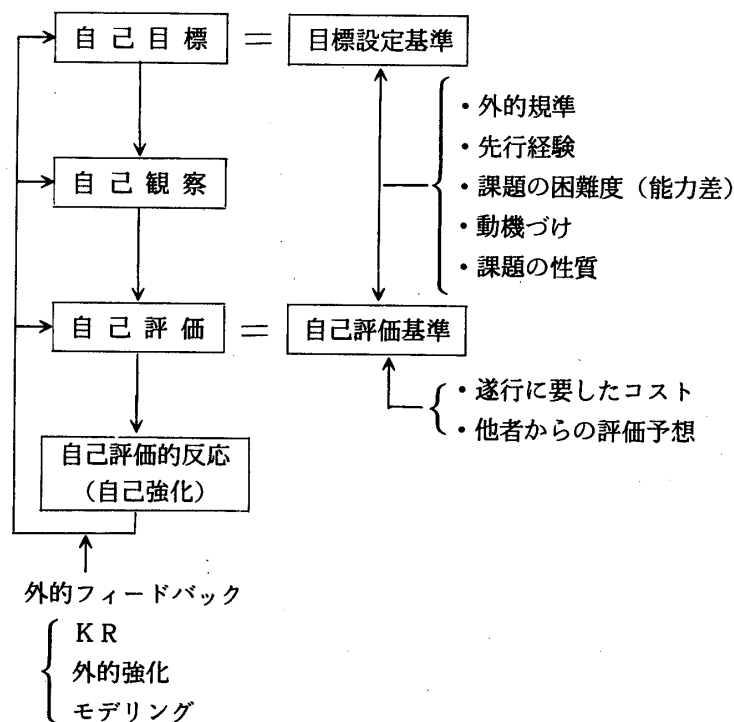 自己目標 = 目標設定基準
・外的規準
・先行経験
・課題の困難度（能力差）
・動機づけ
・課題の性質
自己観察
自己評価 = 自己評価基準
・遂行に要したコスト
・他者からの評価予想
自己評価的反応
（自己強化）
外的フィードバック
KR
外的強化
モデリング